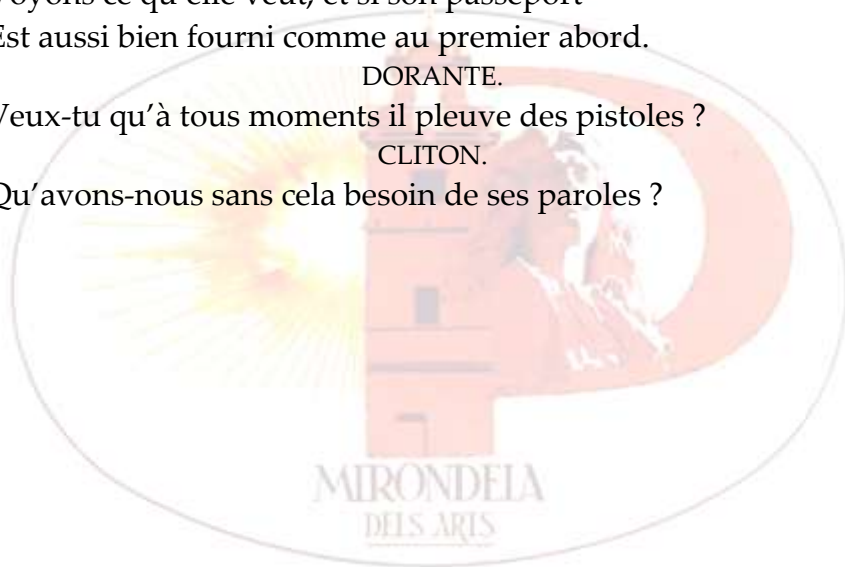 oyons ce qu'elle veut, et si son passeport
Est aussi bien fourni comme au premier abord.
DORANTE.
Veux-tu qu'à tous moments il pleuve des pistoles ?
CLITON.
Qu'avons-nous sans cela besoin de ses paroles ?
MIRONDELA
DELS ARTS